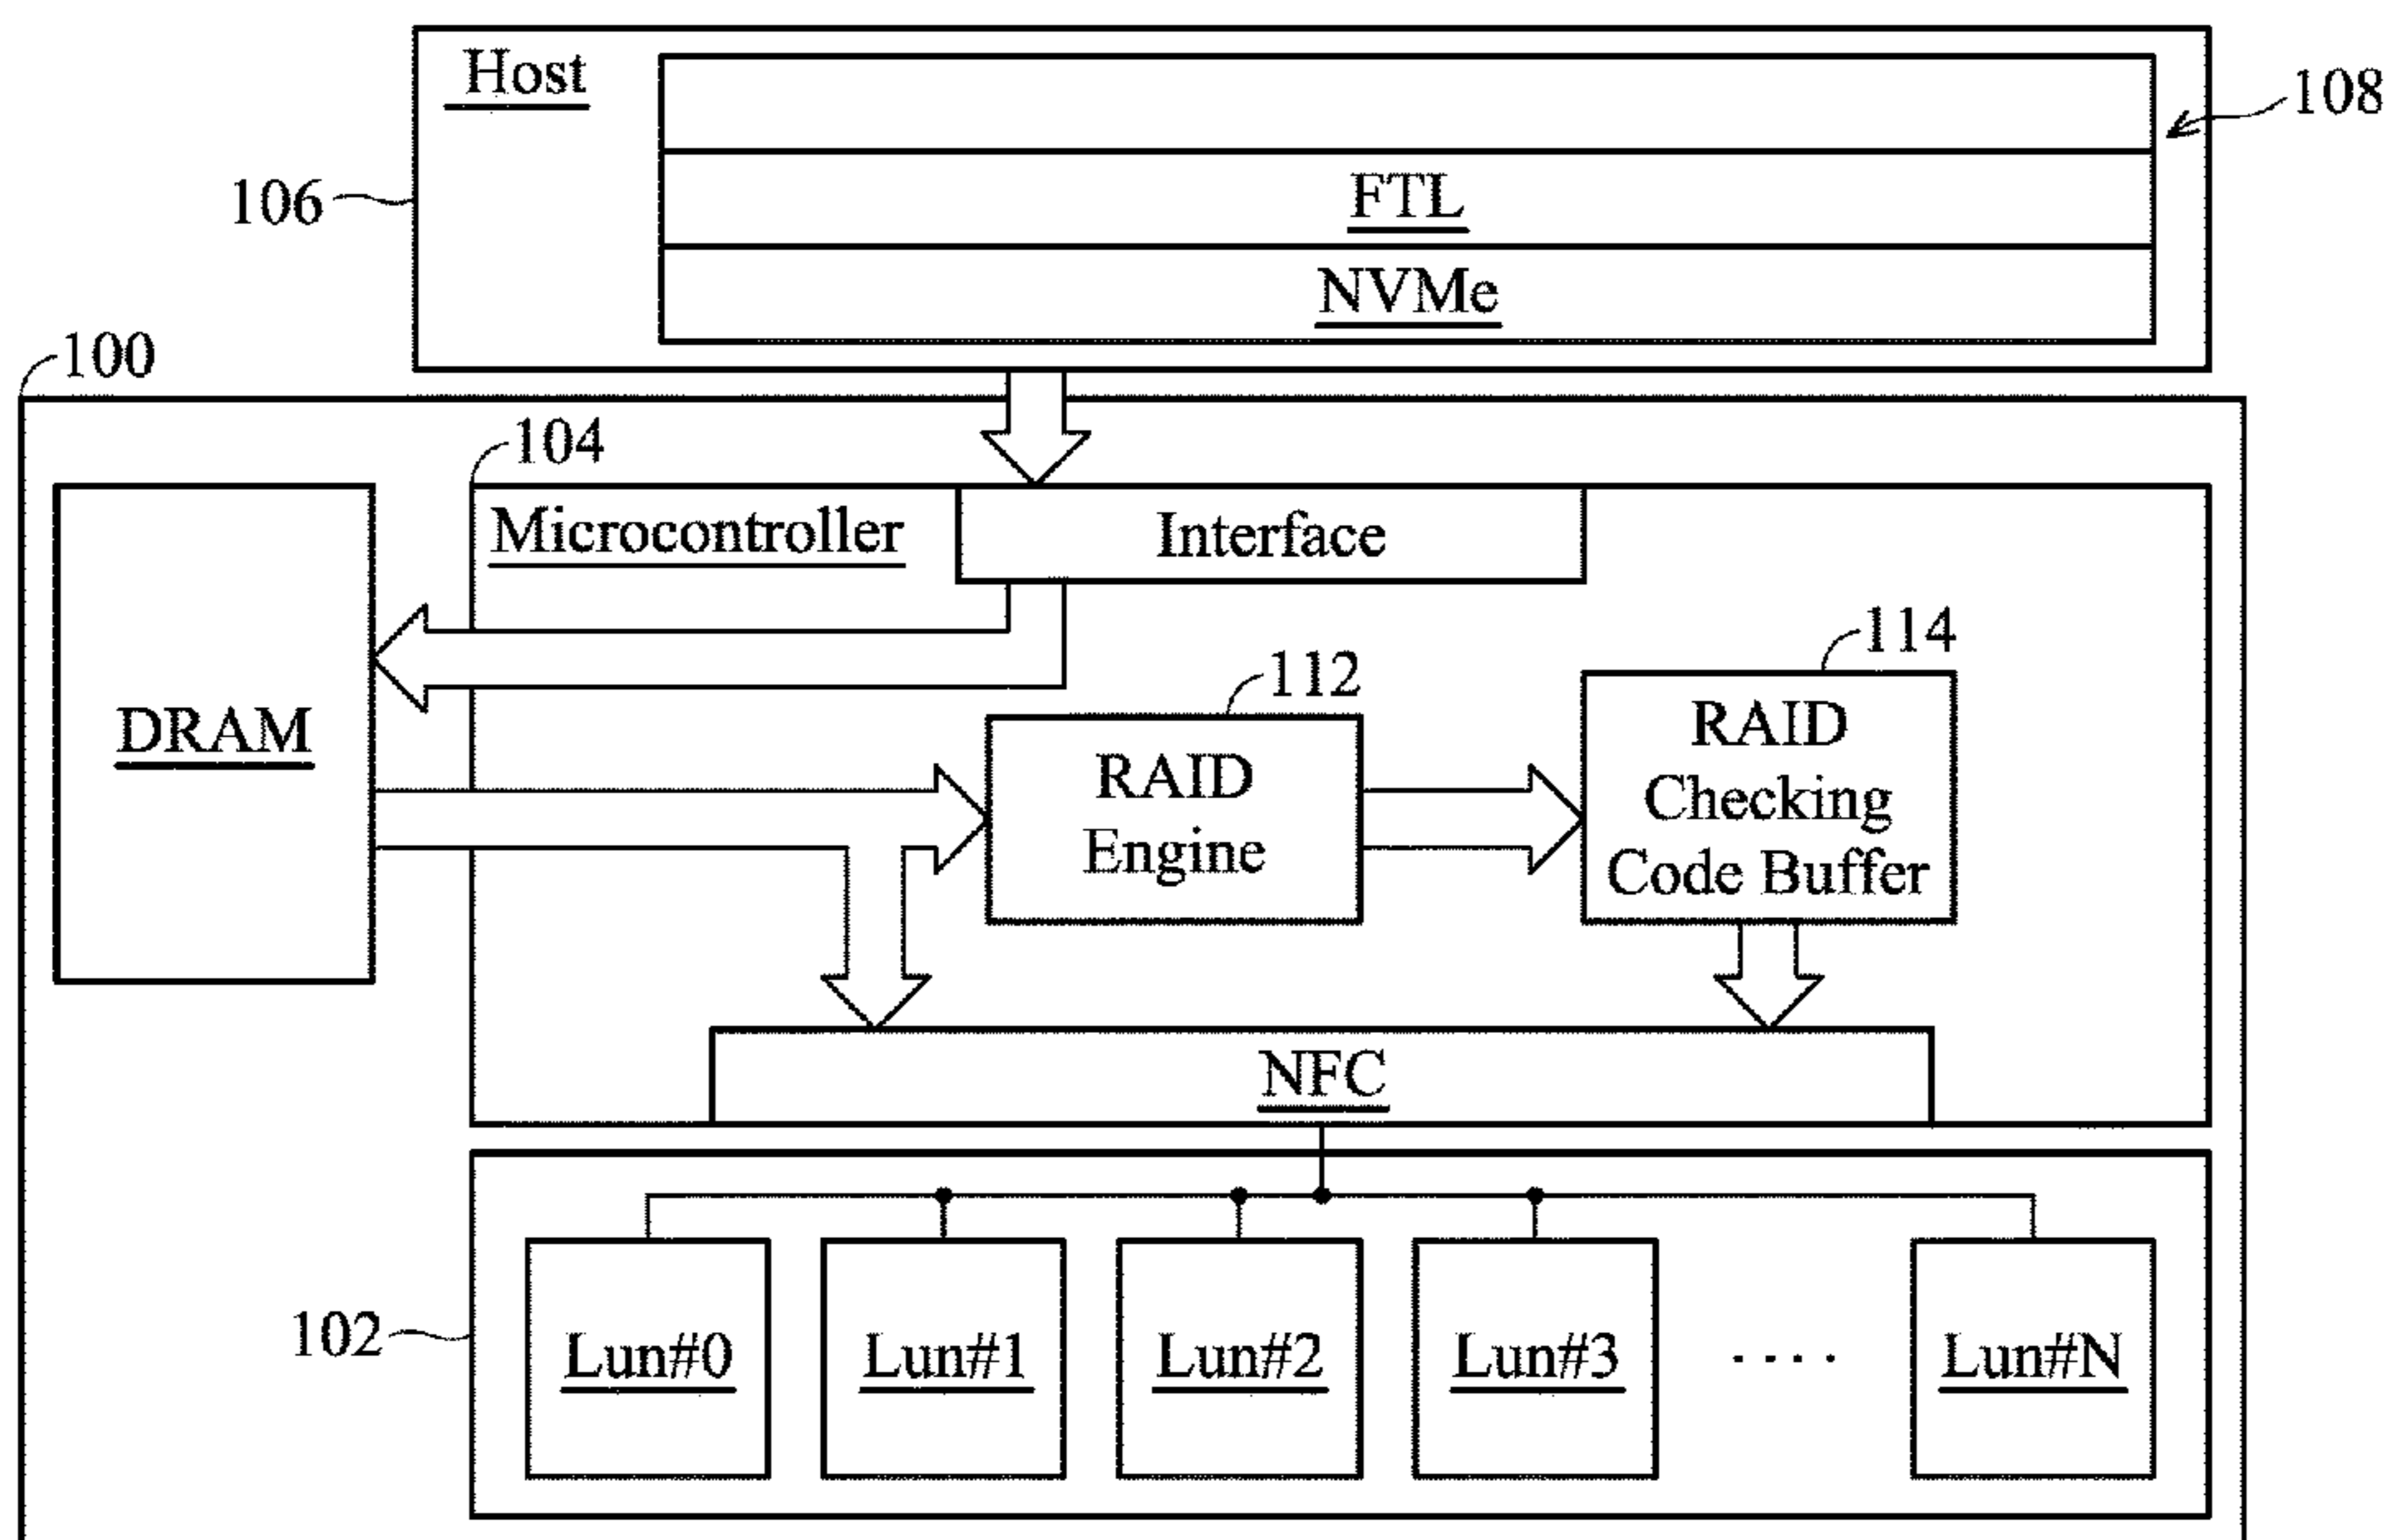 Host
108
106
FTL
NVMe
100
104
Microcontroller
Interface
114
112
DRAM
RAID
Engine
RAID
Checking
Code Buffer
NFC
102
Lun#0
Lun#1
Lun#2
Lun#3
. . . .
Lun#N